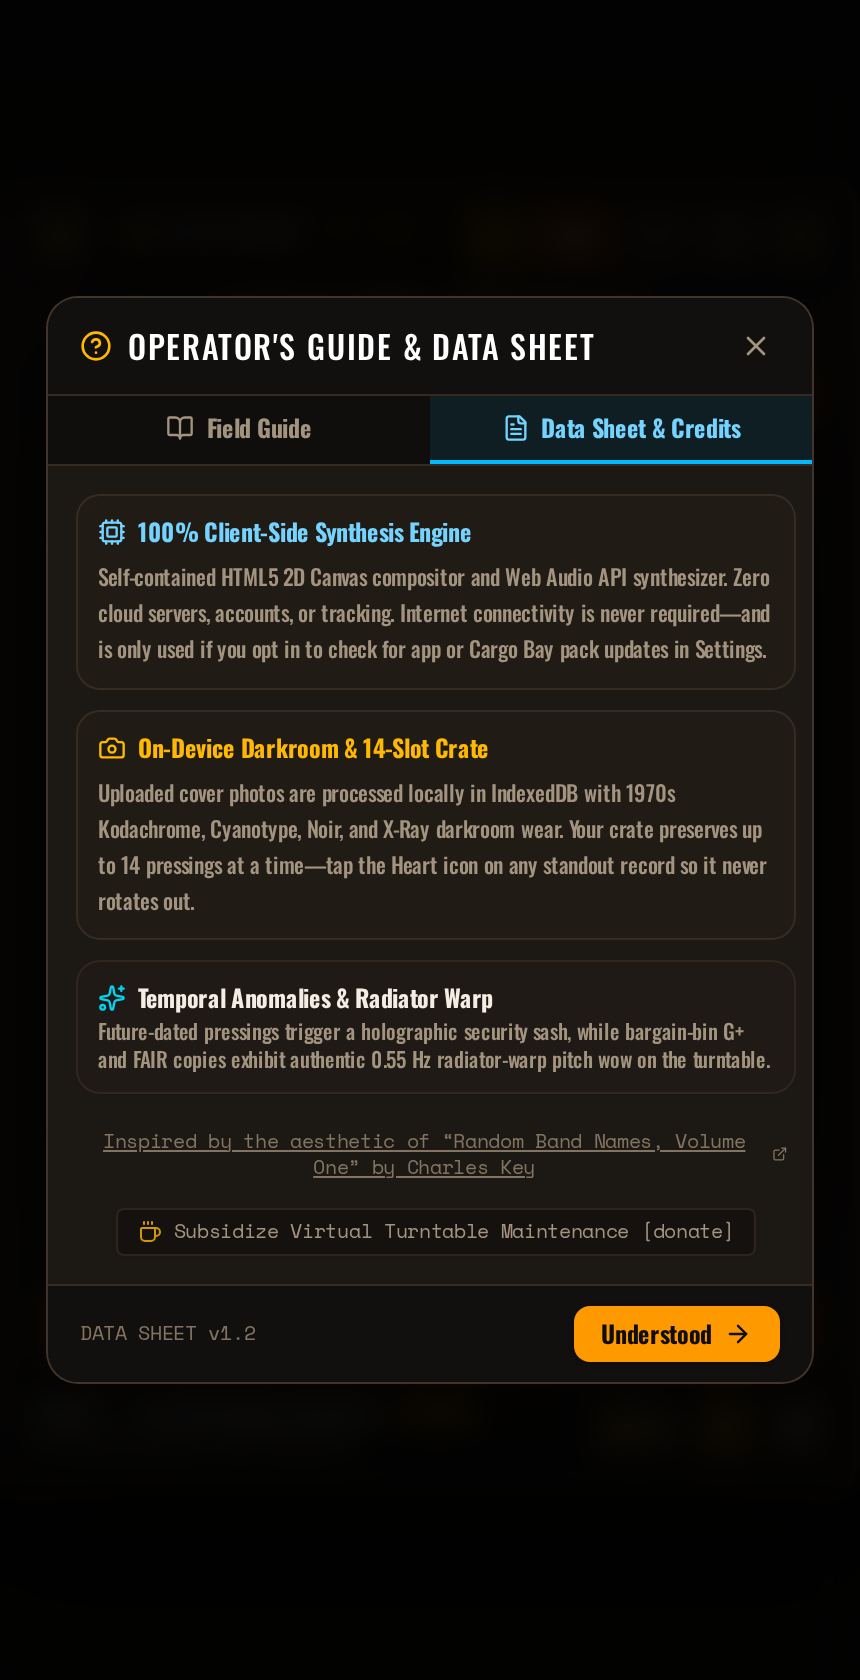 OPERATOR'S GUIDE & DATA SHEET
Field Guide
Data Sheet & Credits
100% Client-Side Synthesis Engine
Self-contained HTML5 2D Canvas compositor and Web Audio API synthesizer. Zero
cloud servers, accounts, or tracking. Internet connectivity is never required—and
is only used if you opt in to check for app or Cargo Bay pack updates in Settings.
On-Device Darkroom & 14-Slot Crate
Uploaded cover photos are processed locally in IndexedDB with 1970s
Kodachrome, Cyanotype, Noir, and X-Ray darkroom wear. Your crate preserves up
to 14 pressings at a time—tap the Heart icon on any standout record so it never
rotates out.
Temporal Anomalies & Radiator Warp
Future-dated pressings trigger a holographic security sash, while bargain-bin G+
and FAIR copies exhibit authentic 0.55 Hz radiator-warp pitch wow on the turntable.
Inspired by the aesthetic of “Random Band Names, Volume
One” by Charles Key
Subsidize Virtual Turntable Maintenance [donate]
DATA SHEET v1.2
Understood